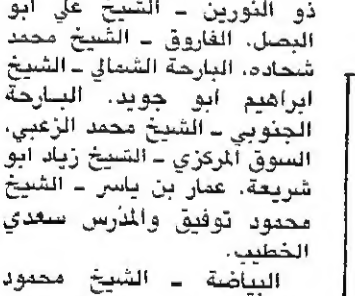 ذو النورين ـ الشيخ علي ابو
البصل. الفاروق ـ الشيخ محمد
شحاده. البارحة الشمالي ـ الشيخ
ابراهيم ابو جويد. البارحة
الجنوبي ـ الشيخ محمد الزعبي.
السوق المركزي ـ الشيخ زياد ابو
شريعة. عمار بن ياسر ـ الشيخ
محمود توفيق والمدرس سعدي
الخطيب.
البياضة ـ الشيخ محمود